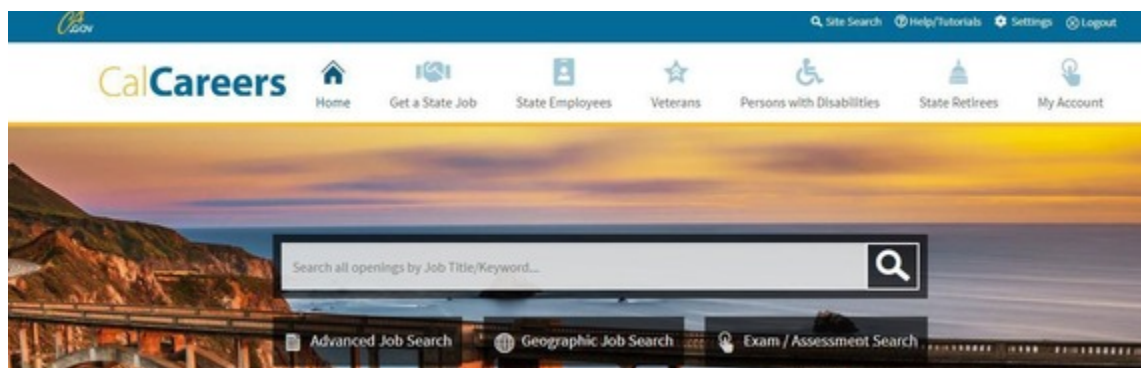 CA.GOV
Site Search Help/Tutorials Settings Logout
CalCareers
Home Get a State Job State Employees Veterans Persons with Disabilities State Retirees My Account
Search all openings by Job Title/Keyword...
Advanced Job Search Geographic Job Search Exam / Assessment Search